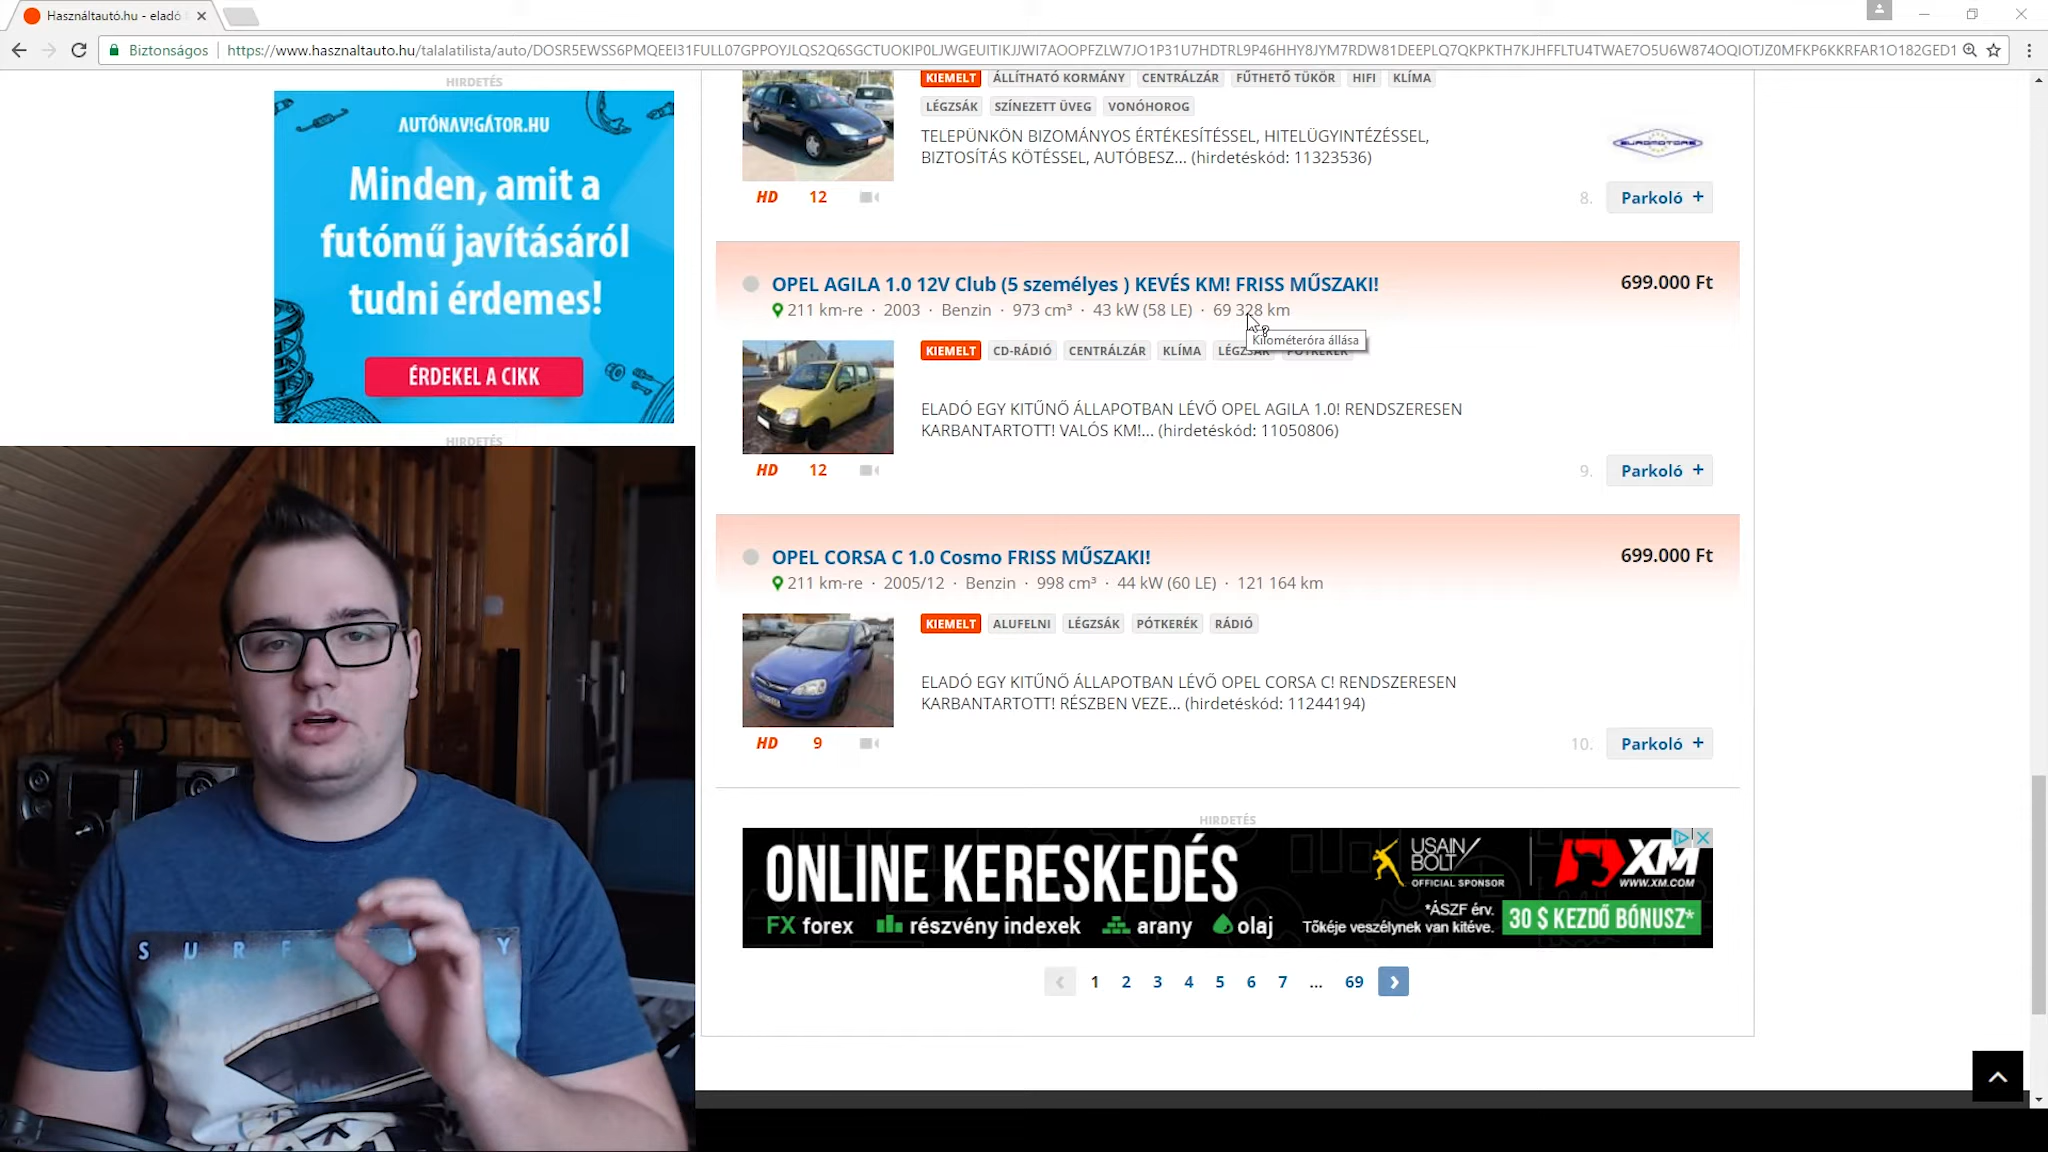 Használtautó.hu - eladó
Biztonságos
https://www.hasznaltauto.hu/talalatilista/auto/
HIRDETÉS
AUTÓNAVIGÁTOR.HU
Minden, amit a
futómű javításáról
tudni érdemes!
ÉRDEKEL A CIKK
HIRDETÉS
SURF
Y
KIEMELT ÁLLÍTHATÓ KORMÁNY CENTRÁLZÁR FŰTHETŐ TÜKÖR HIFI KLÍMA
LÉGZSÁK SZÍNEZETT ÜVEG VONÓHOROG
TELEPÜNKÖN BIZOMÁNYOS ÉRTÉKESÍTÉSSEL, HITELÜGYINTÉZÉSSEL,
BIZTOSÍTÁS KÖTÉSSEL, AUTÓBESZ... (hirdetéskód: 11323536)
EUROMOTORS
HD 12
8. Parkoló +
OPEL AGILA 1.0 12V Club (5 személyes ) KEVÉS KM! FRISS MŰSZAKI!
699.000 Ft
211 km-re · 2003 · Benzin · 973 cm³ · 43 kW (58 LE) · 69 328 km
Kilométeróra állása
KIEMELT CD-RÁDIÓ CENTRÁLZÁR KLÍMA LÉGZSÁK PÓTKERÉK
ELADÓ EGY KITŰNŐ ÁLLAPOTBAN LÉVŐ OPEL AGILA 1.0! RENDSZERESEN
KARBANTARTOTT! VALÓS KM!... (hirdetéskód: 11050806)
HD 12
9. Parkoló +
OPEL CORSA C 1.0 Cosmo FRISS MŰSZAKI!
699.000 Ft
211 km-re · 2005/12 · Benzin · 998 cm³ · 44 kW (60 LE) · 121 164 km
KIEMELT ALUFELNI LÉGZSÁK PÓTKERÉK RÁDIÓ
ELADÓ EGY KITŰNŐ ÁLLAPOTBAN LÉVŐ OPEL CORSA C! RENDSZERESEN
KARBANTARTOTT! RÉSZBEN VEZE... (hirdetéskód: 11244194)
HD 9
10. Parkoló +
HIRDETÉS
ONLINE KERESKEDÉS
FX forex részvény indexek arany olaj
USAIN
BOLT
OFFICIAL SPONSOR
XM
WWW.XM.COM
*ÁSZF érv.
Tőkéje veszélynek van kitéve.
30 $ KEZDŐ BÓNUSZ*
1 2 3 4 5 6 7 ... 69